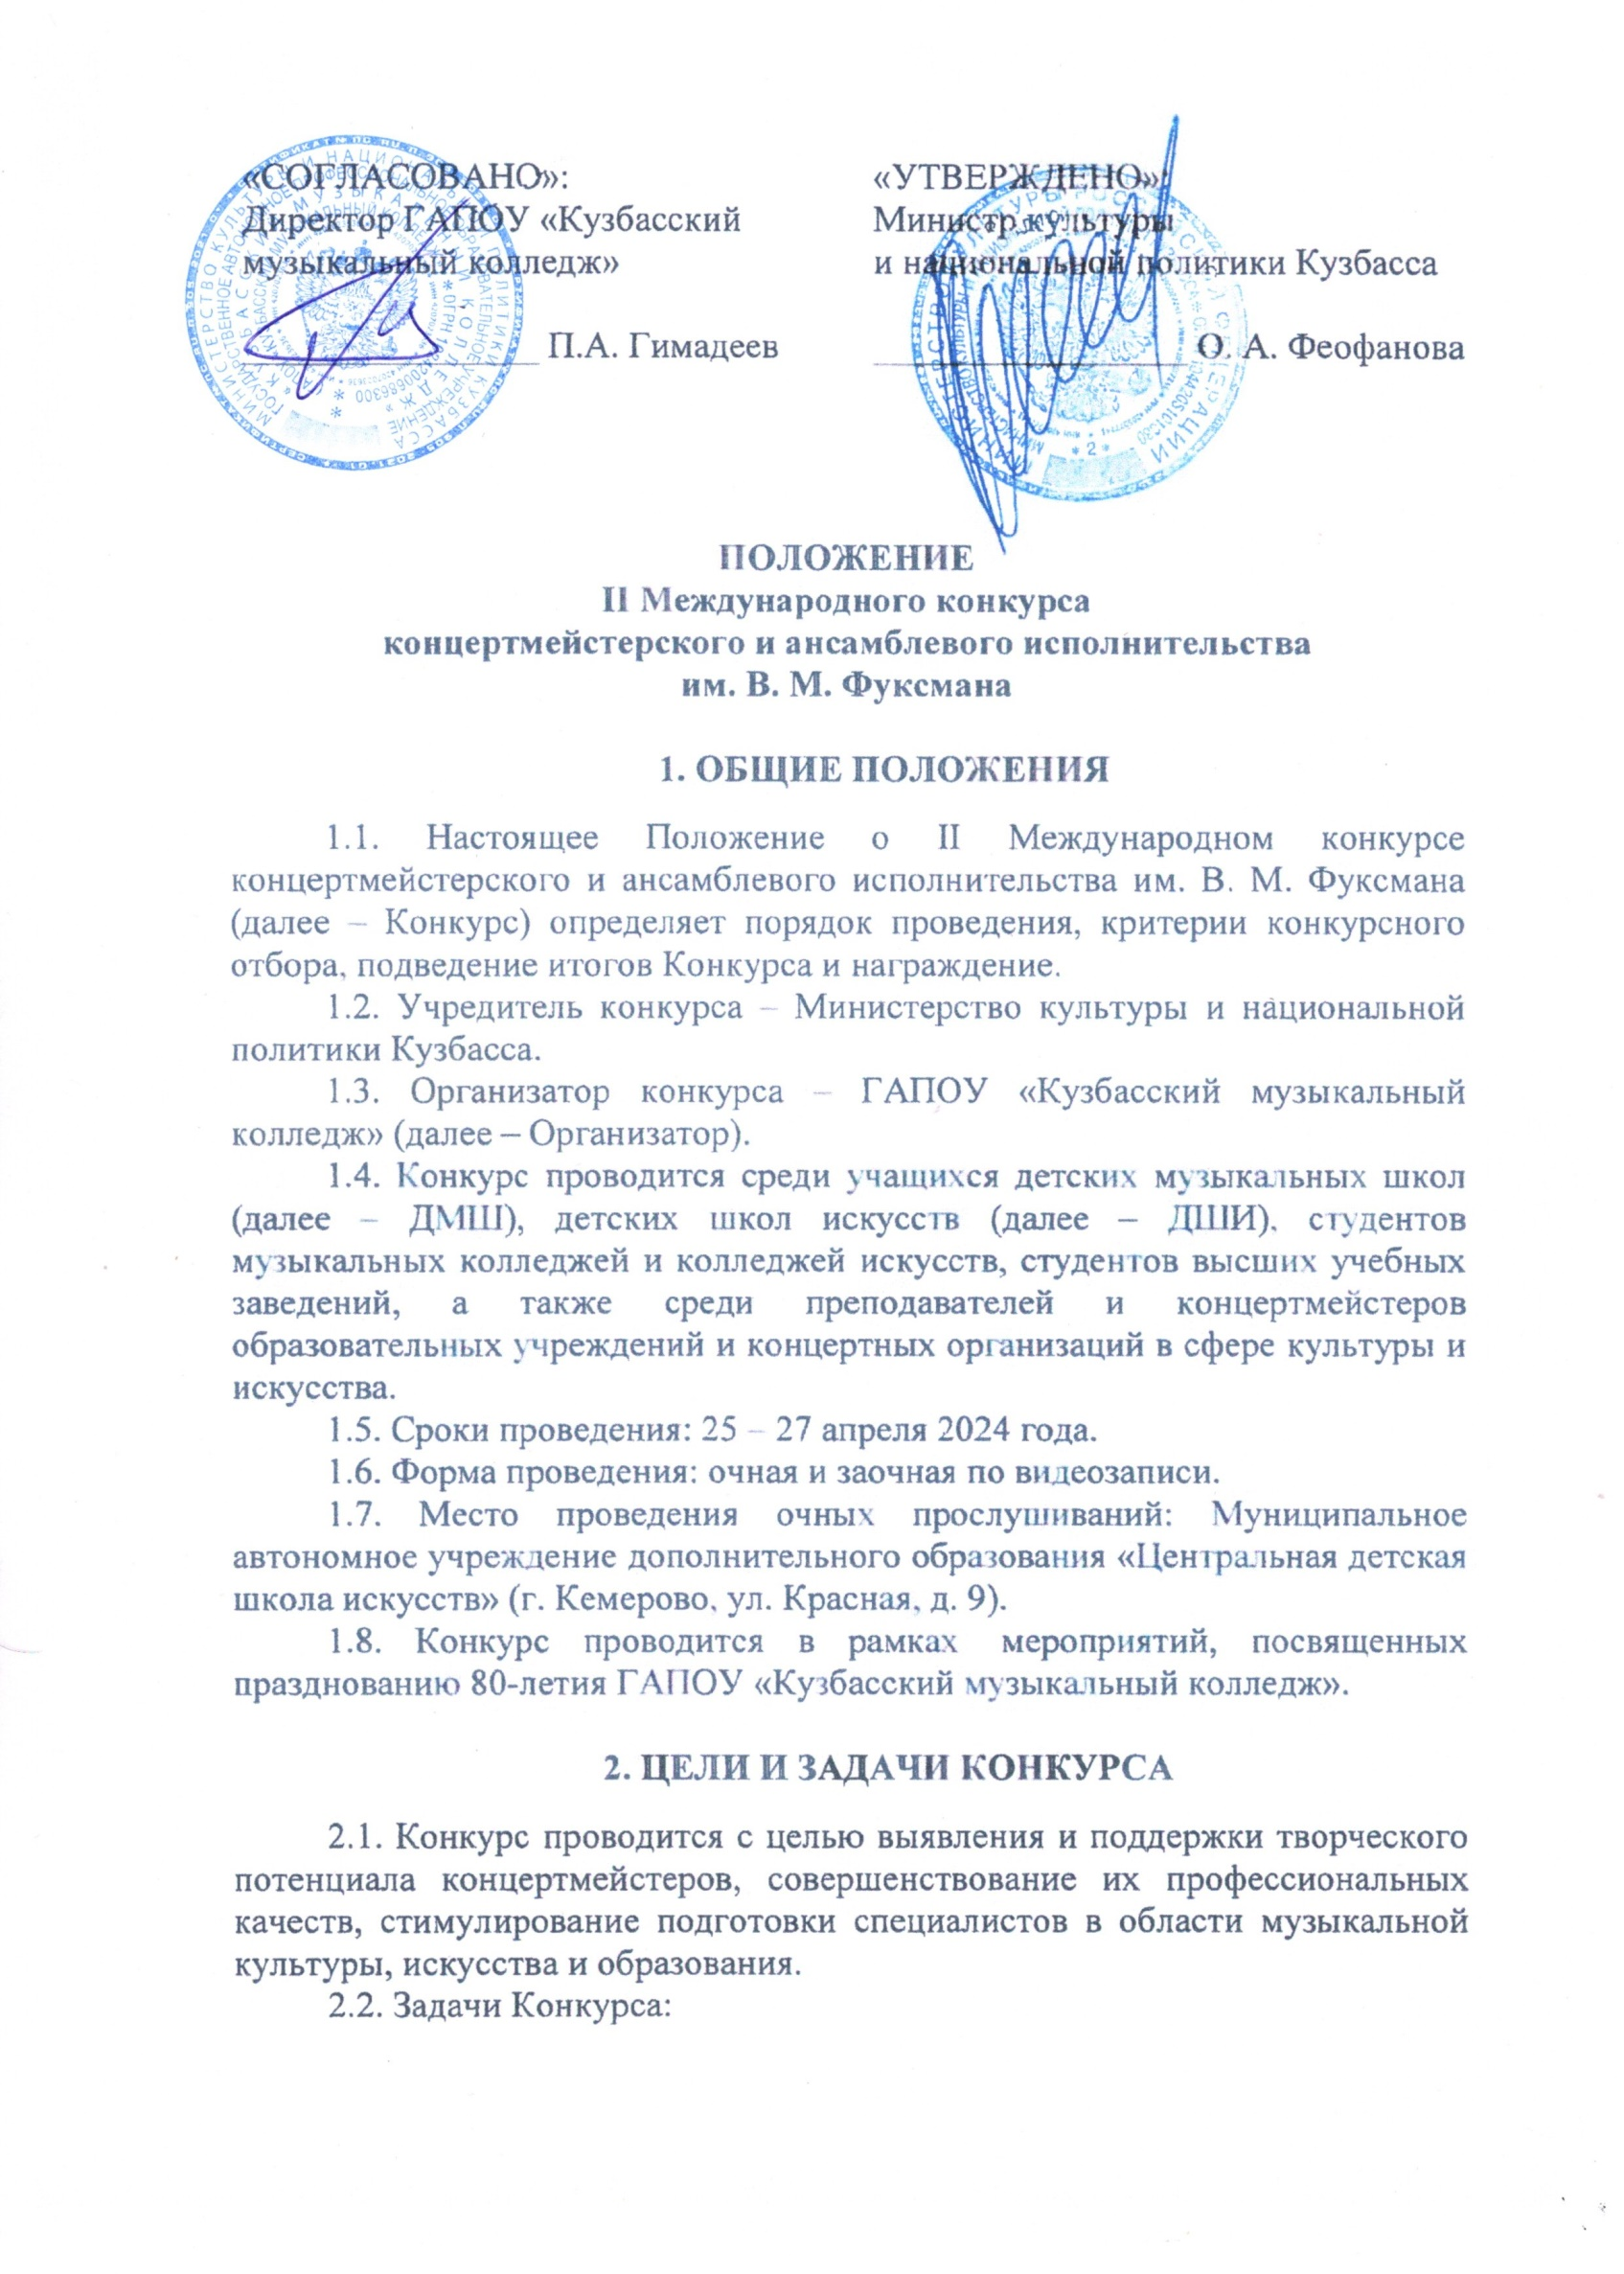 «СОГЛАСОВАНО»:
Директор ГАПОУ «Кузбасский
музыкальный колледж»
П.А. Гимадеев
«УТВЕРЖДЕНО»:
Министр культуры
и национальной политики Кузбасса
О. А. Феофанова
ПОЛОЖЕНИЕ
II Международного конкурса
концертмейстерского и ансамблевого исполнительства
им. В. М. Фуксмана
1. ОБЩИЕ ПОЛОЖЕНИЯ
1.1. Настоящее Положение о II Международном конкурсе
концертмейстерского и ансамблевого исполнительства им. В. М. Фуксмана
(далее – Конкурс) определяет порядок проведения, критерии конкурсного
отбора, подведение итогов Конкурса и награждение.
1.2. Учредитель конкурса – Министерство культуры и национальной
политики Кузбасса.
1.3. Организатор конкурса – ГАПОУ «Кузбасский музыкальный
колледж» (далее – Организатор).
1.4. Конкурс проводится среди учащихся детских музыкальных школ
(далее – ДМШ), детских школ искусств (далее – ДШИ), студентов
музыкальных колледжей и колледжей искусств, студентов высших учебных
заведений, а также среди преподавателей и концертмейстеров
образовательных учреждений и концертных организаций в сфере культуры и
искусства.
1.5. Сроки проведения: 25 – 27 апреля 2024 года.
1.6. Форма проведения: очная и заочная по видеозаписи.
1.7. Место проведения очных прослушиваний: Муниципальное
автономное учреждение дополнительного образования «Центральная детская
школа искусств» (г. Кемерово, ул. Красная, д. 9).
1.8. Конкурс проводится в рамках мероприятий, посвященных
празднованию 80-летия ГАПОУ «Кузбасский музыкальный колледж».
2. ЦЕЛИ И ЗАДАЧИ КОНКУРСА
2.1. Конкурс проводится с целью выявления и поддержки творческого
потенциала концертмейстеров, совершенствование их профессиональных
качеств, стимулирование подготовки специалистов в области музыкальной
культуры, искусства и образования.
2.2. Задачи Конкурса: